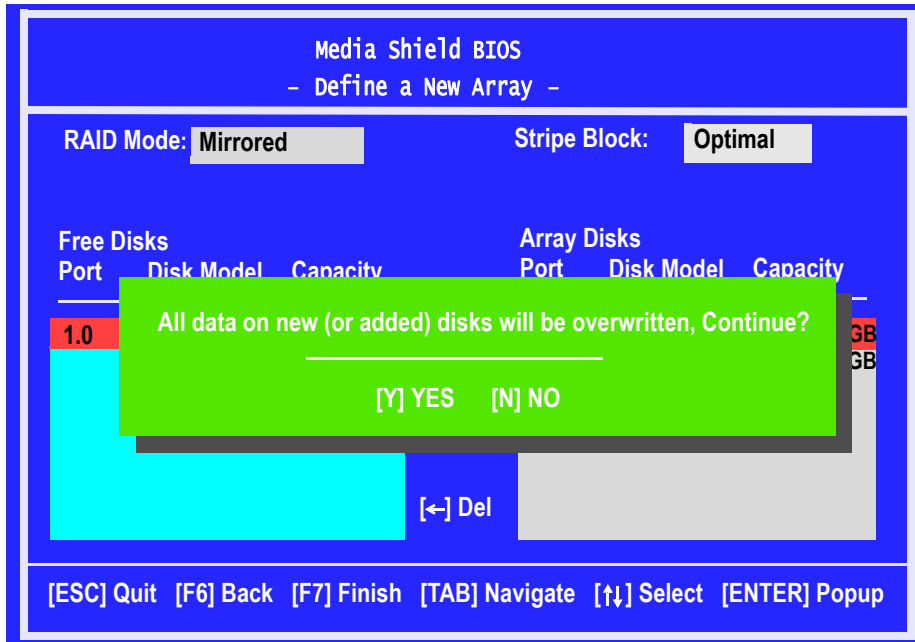 Media Shield BIOS
- Define a New Array -
RAID Mode: Mirrored Stripe Block: Optimal
Free Disks Array Disks
Port Disk Model Capacity Port Disk Model Capacity
1.0 GB
GB
All data on new (or added) disks will be overwritten, Continue?
[Y] YES [N] NO
[←] Del
[ESC] Quit [F6] Back [F7] Finish [TAB] Navigate [↑↓] Select [ENTER] Popup